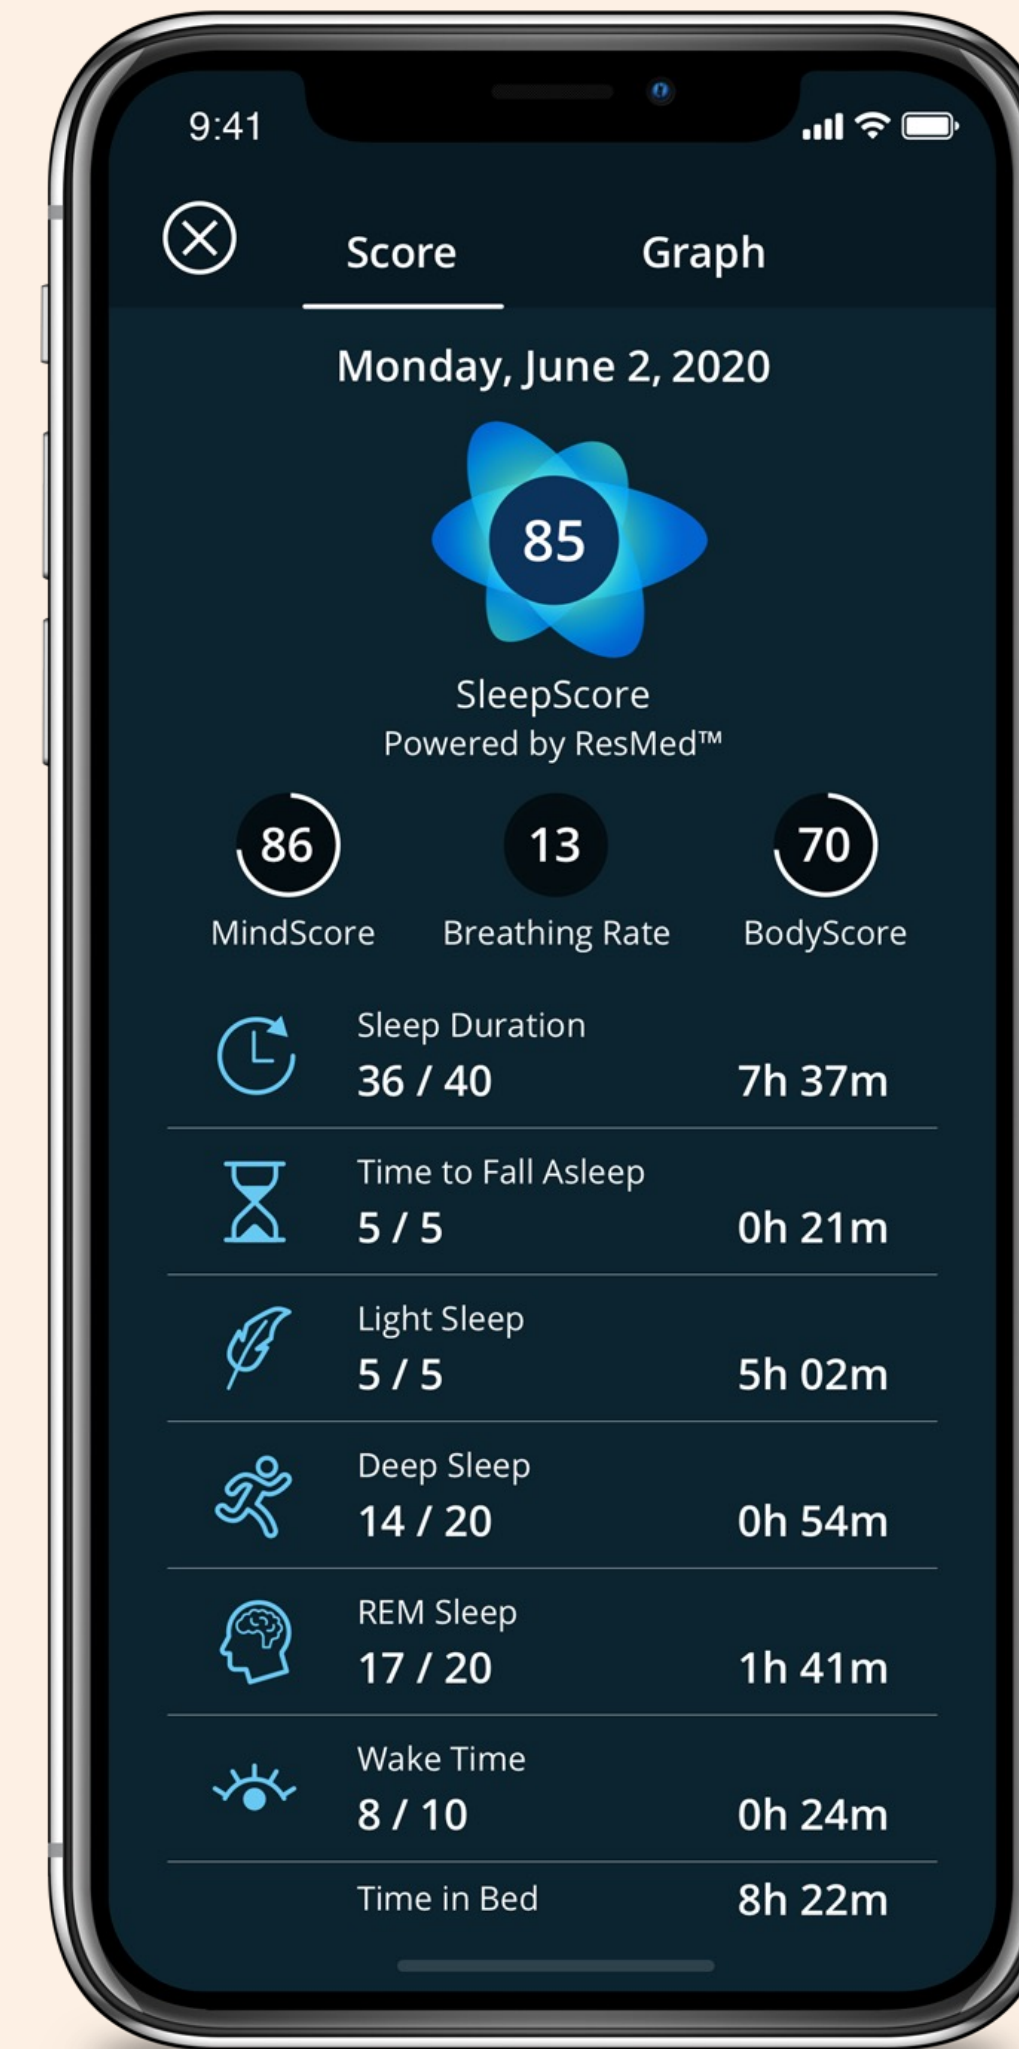 9:41
Score Graph
Monday, June 2, 2020
85
SleepScore
Powered by ResMed™
86 13 70
MindScore Breathing Rate BodyScore
Sleep Duration
36 / 40 7h 37m
Time to Fall Asleep
5 / 5 0h 21m
Light Sleep
5 / 5 5h 02m
Deep Sleep
14 / 20 0h 54m
REM Sleep
17 / 20 1h 41m
Wake Time
8 / 10 0h 24m
Time in Bed 8h 22m